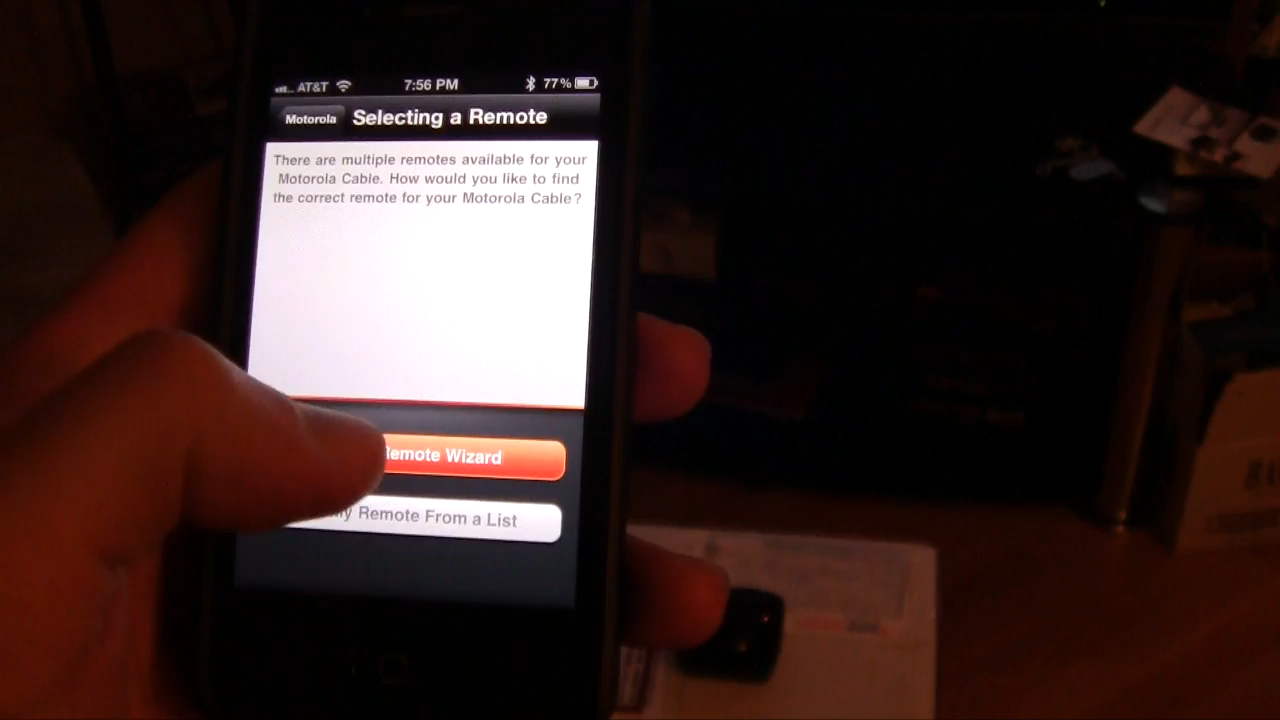 AT&T 7:56 PM 77%
Motorola Selecting a Remote
There are multiple remotes available for your
Motorola Cable. How would you like to find
the correct remote for your Motorola Cable?
Remote Wizard
My Remote From a List